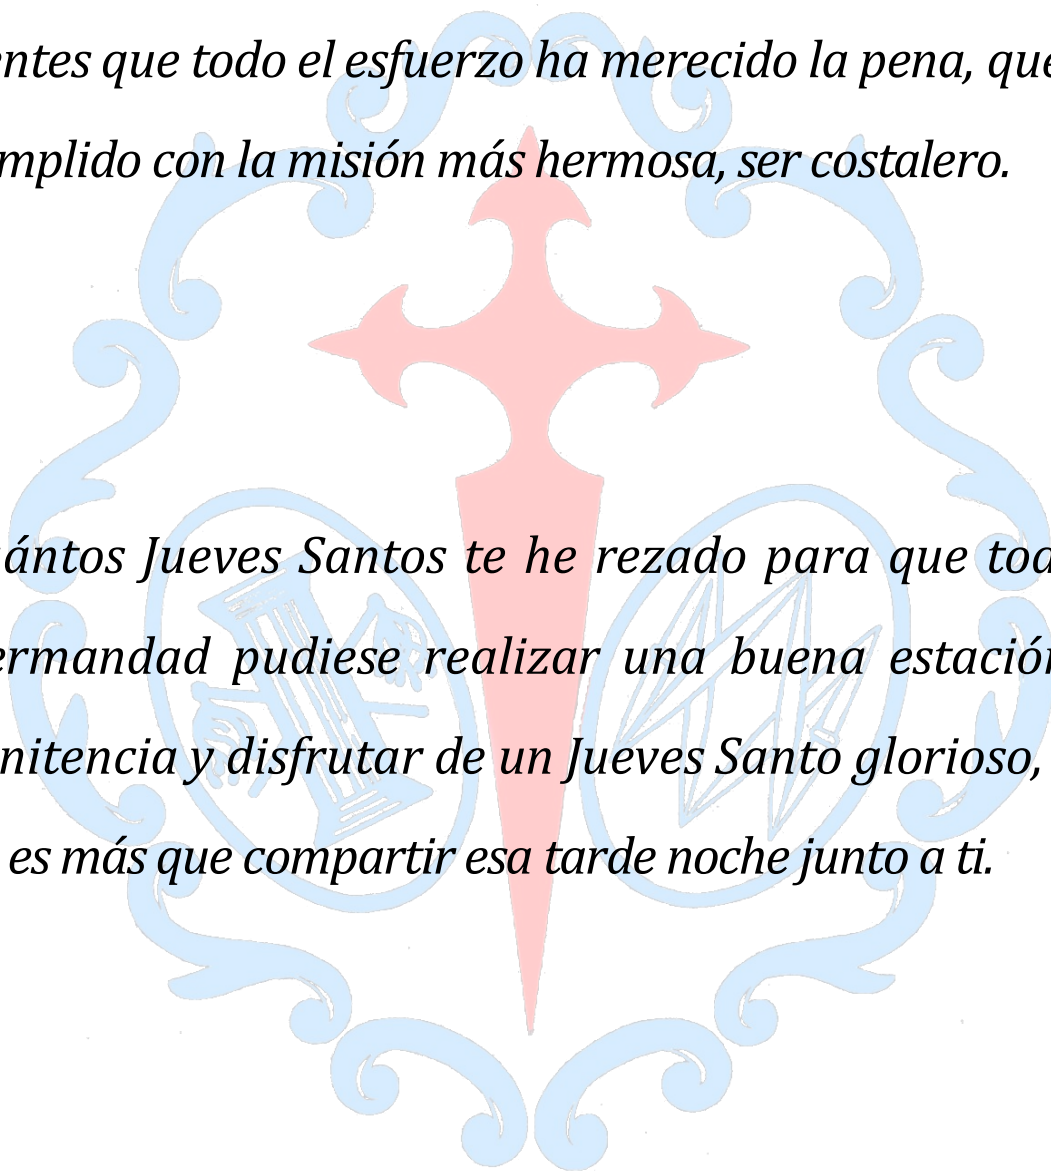 entes que todo el esfuerzo ha merecido la pena, que
mplido con la misión más hermosa, ser costalero.
uántos Jueves Santos te he rezado para que tod
ermandad pudiese realizar una buena estación
nitencia y disfrutar de un Jueves Santo glorioso,
es más que compartir esa tarde noche junto a ti.